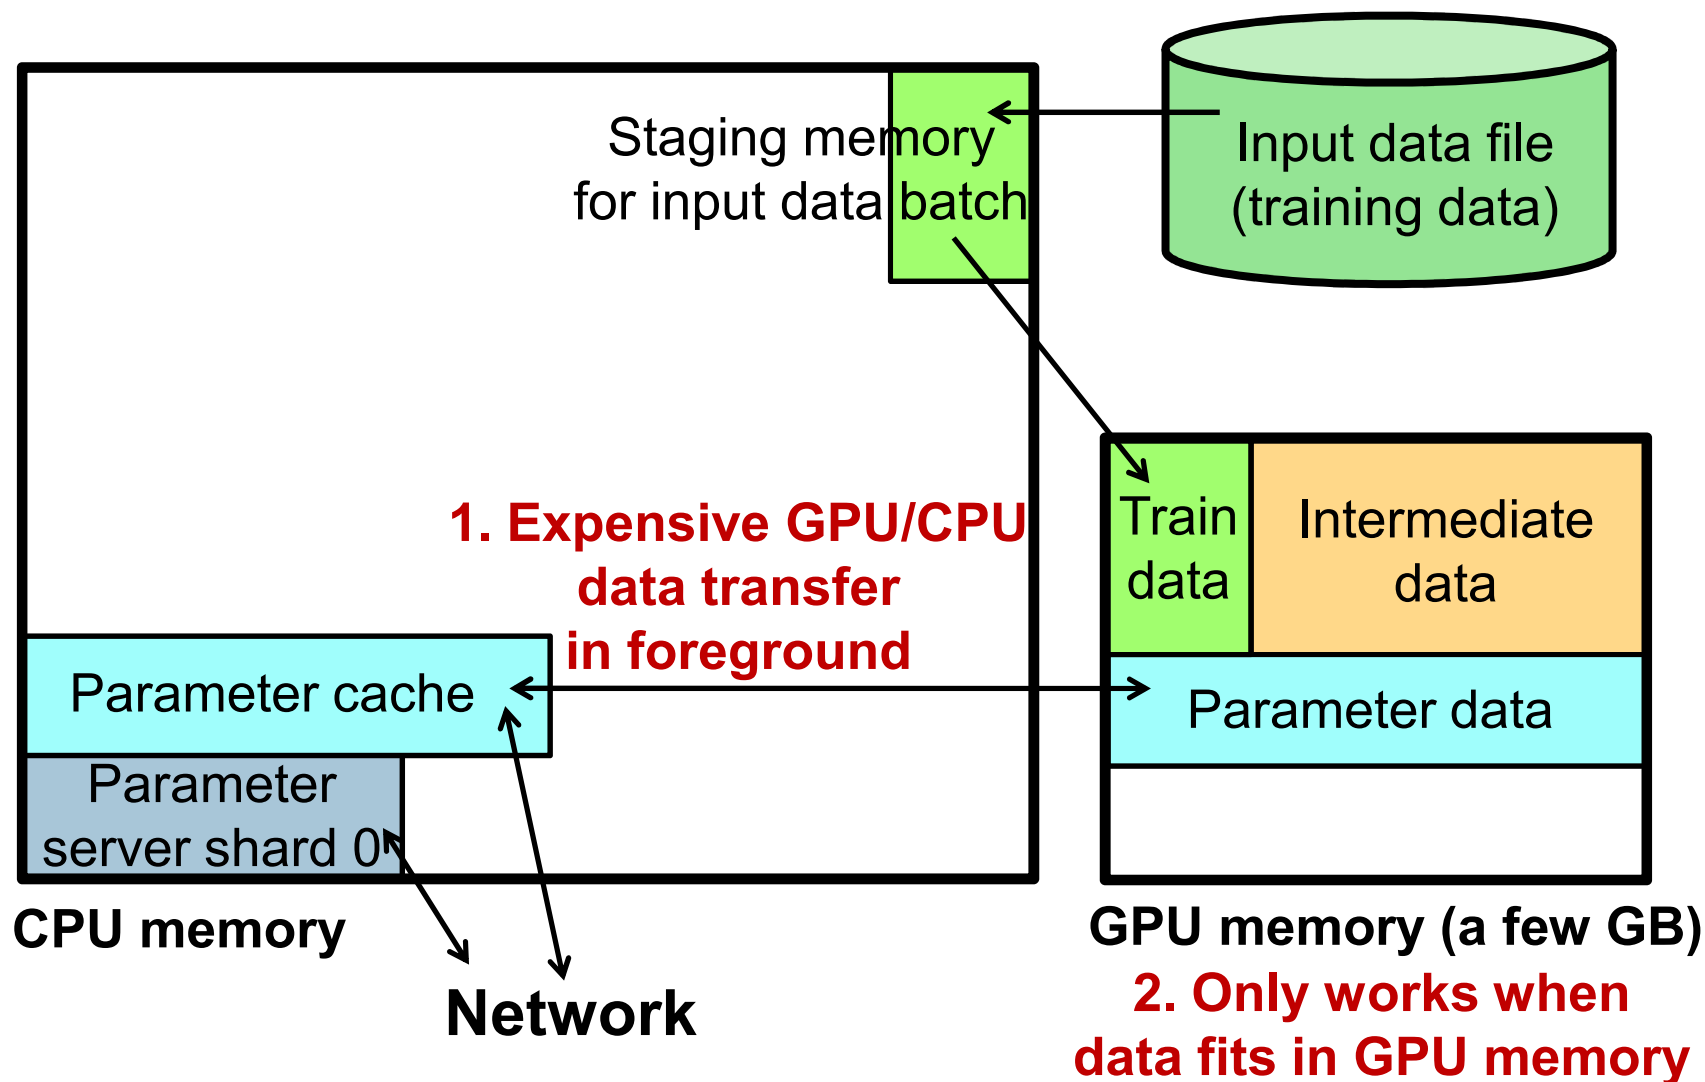 Staging memory
for input data batch
Input data file
(training data)
1. Expensive GPU/CPU
data transfer
in foreground
Train
data
Intermediate
data
Parameter cache
Parameter data
Parameter
server shard 0
CPU memory
GPU memory (a few GB)
Network
2. Only works when
data fits in GPU memory